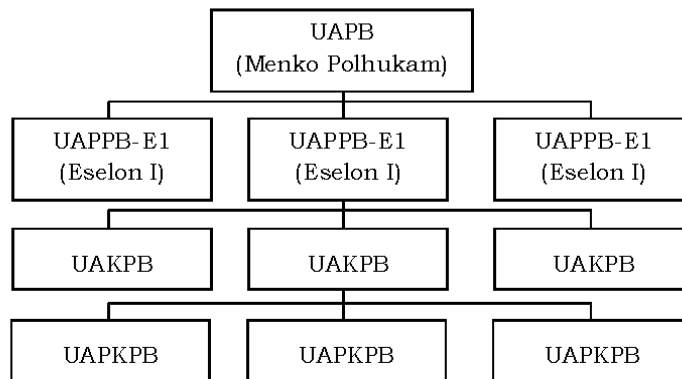 UAPB
(Menko Polhukam)
UAPPB-E1
(Eselon I)
UAPPB-E1
(Eselon I)
UAPPB-E1
(Eselon I)
UAKPB
UAKPB
UAKPB
UAPKPB
UAPKPB
UAPKPB